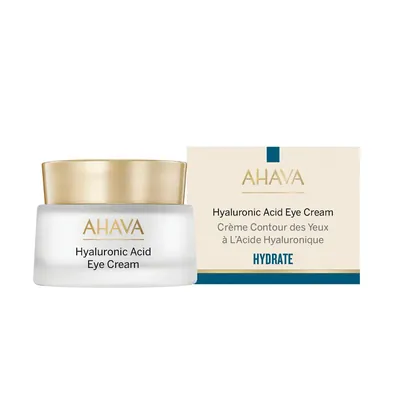 AHAVA
Hyaluronic Acid
Eye Cream
AHAVA
Hyaluronic Acid Eye Cream
Crème Contour des Yeux
à L'Acide Hyaluronique
HYDRATE